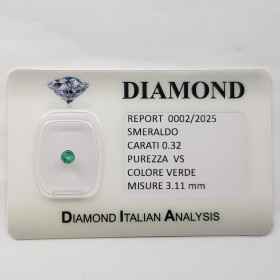 DIAMOND
REPORT 0002/2025
SMERALDO
CARATI 0.32
PUREZZA VS
COLORE VERDE
MISURE 3.11 mm
DIAMOND ITALIAN ANALYSIS